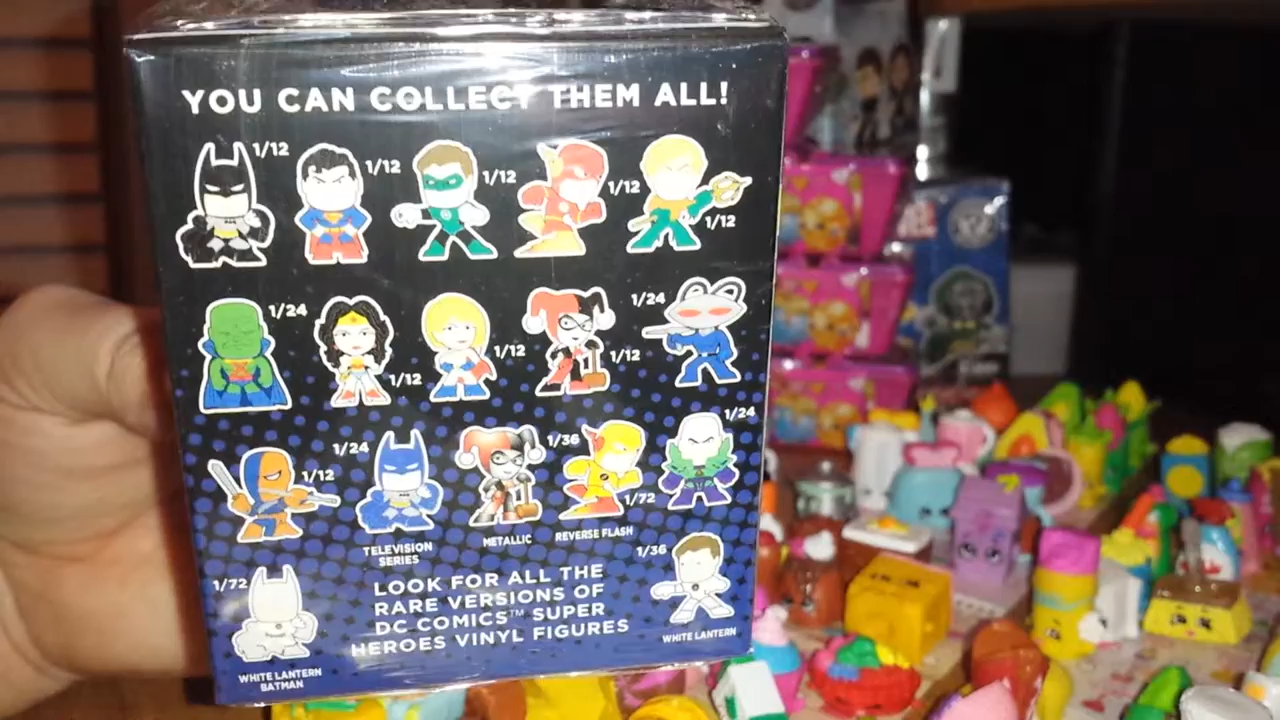 YOU CAN COLLECT THEM ALL!
1/12
1/12
1/12
1/12
1/12
1/24
1/12
1/12
1/12
1/24
1/12
1/24
1/36
1/72
1/24
TELEVISION
SERIES
METALLIC
REVERSE FLASH
1/72
1/36
LOOK FOR ALL THE
RARE VERSIONS OF
DC COMICS™ SUPER
HEROES VINYL FIGURES
WHITE LANTERN
BATMAN
WHITE LANTERN